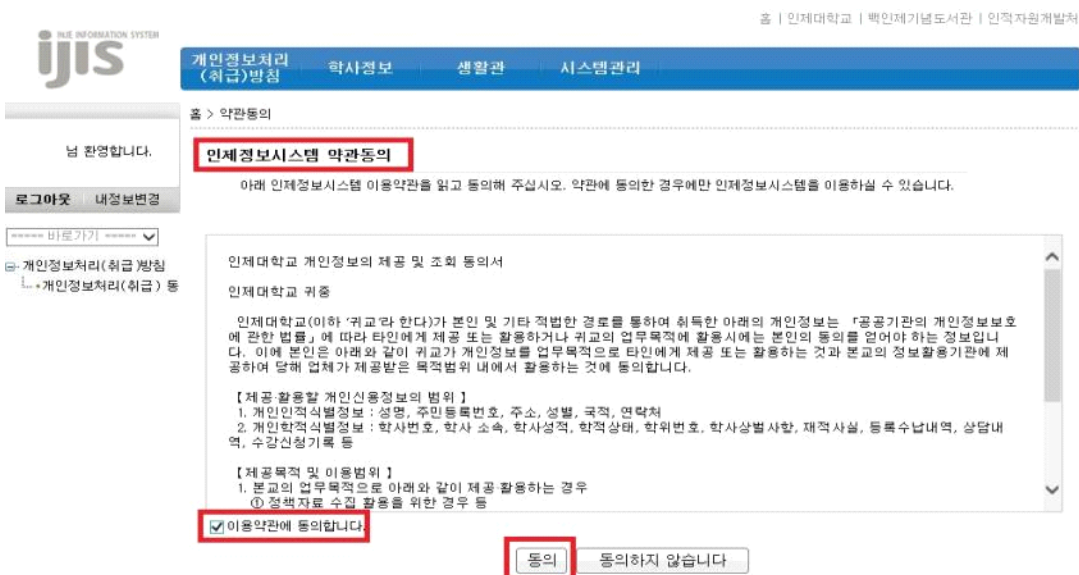 홈 | 인제대학교 | 백인제기념도서관 | 인적자원개발처
INJE INFORMATION SYSTEM
ijis
개인정보처리
(취급)방침
학사정보
생활관
시스템관리
홈 > 약관동의
님 환영합니다.
로그아웃 내정보변경
===== 바로가기 =====
개인정보처리(취급)방침
개인정보처리(취급) 동
인제정보시스템 약관동의
아래 인제정보시스템 이용약관을 읽고 동의해 주십시오. 약관에 동의한 경우에만 인제정보시스템을 이용하실 수 있습니다.
인제대학교 개인정보의 제공 및 조회 동의서
인제대학교 귀중
인제대학교(이하 '귀교'라 한다)가 본인 및 기타 적법한 경로를 통하여 취득한 아래의 개인정보는 「공공기관의 개인정보보호
에 관한 법률」에 따라 타인에게 제공 또는 활용하거나 귀교의 업무목적에 활용시에는 본인의 동의를 얻어야 하는 정보입니
다. 이에 본인은 아래와 같이 귀교가 개인정보를 업무목적으로 타인에게 제공 또는 활용하는 것과 본교의 정보활용기관에 제
공하여 당해 업체가 제공받은 목적범위 내에서 활용하는 것에 동의합니다.
【제공·활용할 개인신용정보의 범위】
1. 개인인적식별정보 : 성명, 주민등록번호, 주소, 성별, 국적, 연락처
2. 개인학적식별정보 : 학사번호, 학사 소속, 학사성적, 학적상태, 학위번호, 학사상벌사항, 재적사실, 등록수납내역, 상담내
역, 수강신청기록 등
【제공목적 및 이용범위】
1. 본교의 업무목적으로 아래와 같이 제공·활용하는 경우
① 정책자료 수집 활용을 위한 경우 등
이용약관에 동의합니다.
동의 동의하지 않습니다